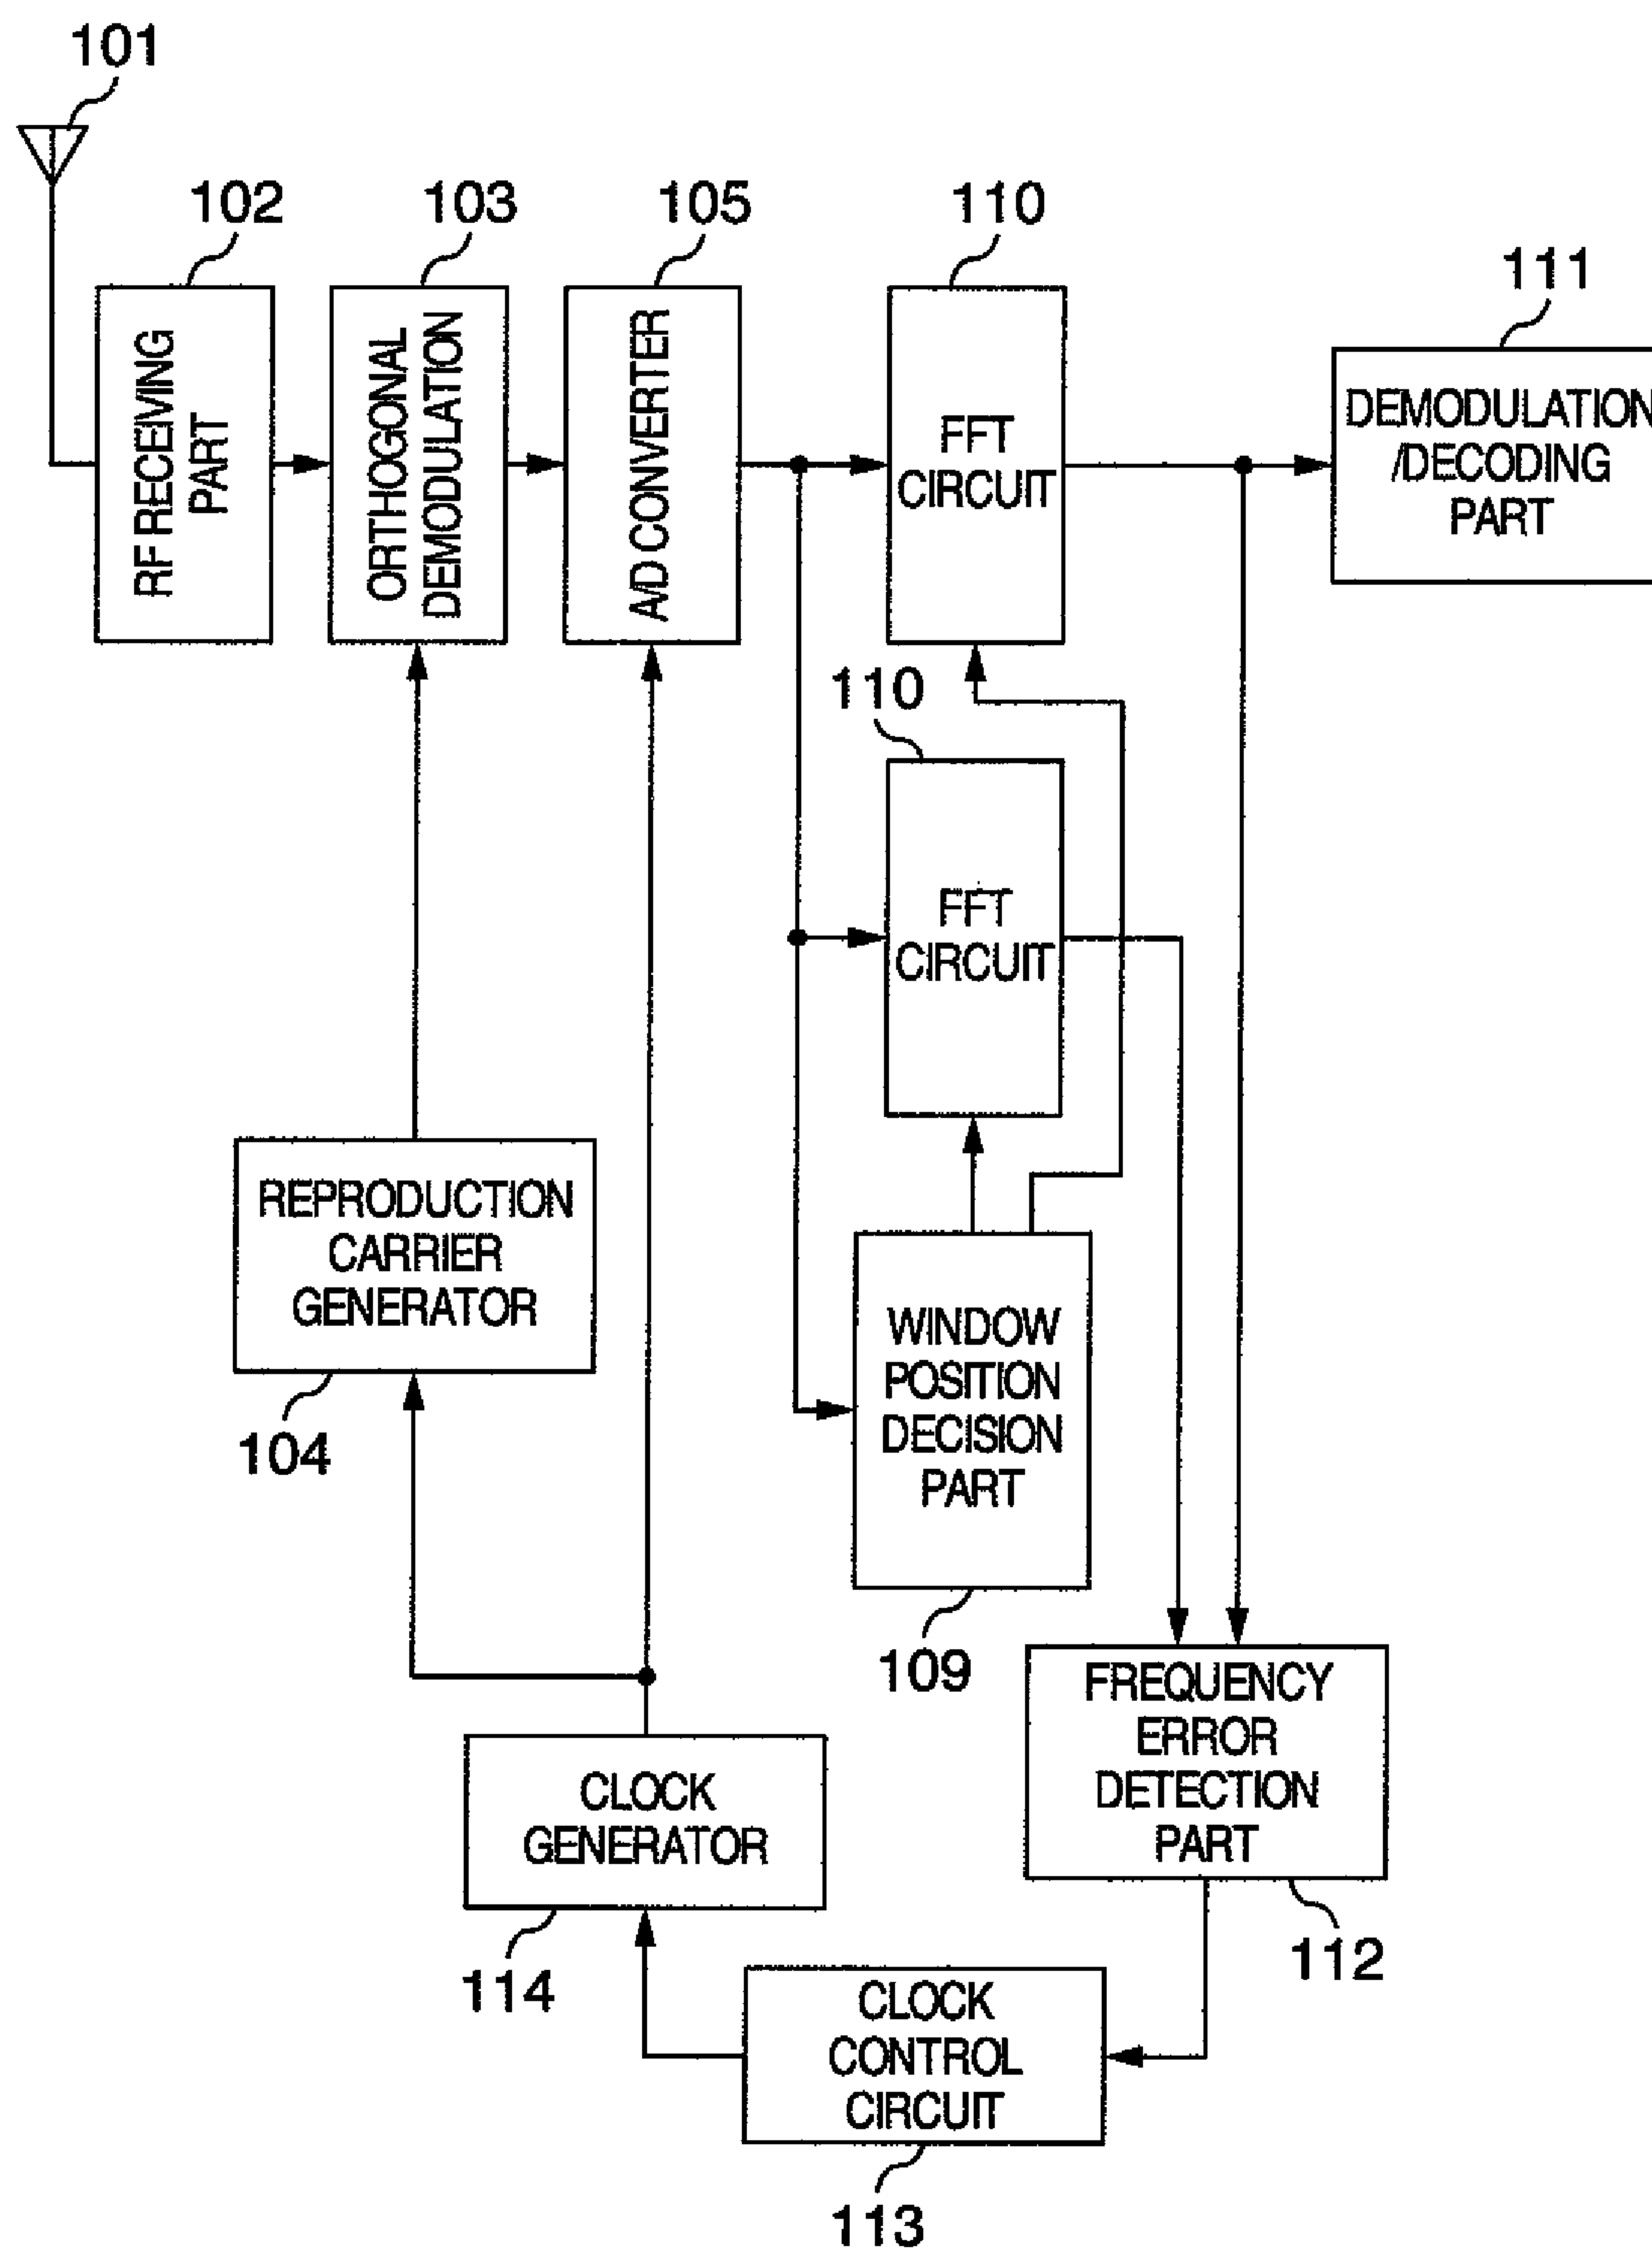 101
102
103
105
110
111
RF RECEIVING
PART
ORTHOGONAL
DEMODULATION
A/D CONVERTER
FFT
CIRCUIT
DEMODULATION
/DECODING
PART
110
FFT
CIRCUIT
REPRODUCTION
CARRIER
GENERATOR
104
WINDOW
POSITION
DECISION
PART
109
FREQUENCY
ERROR
DETECTION
PART
112
CLOCK
GENERATOR
114
CLOCK
CONTROL
CIRCUIT
113